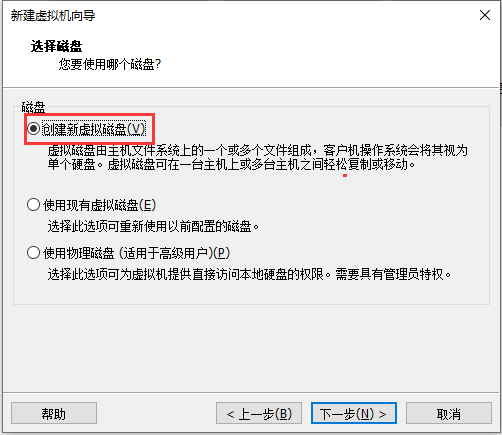 新建虚拟机向导
选择磁盘
您要使用哪个磁盘?
磁盘
创建新虚拟磁盘(V)
虚拟磁盘由主机文件系统上的一个或多个文件组成，客户机操作系统会将其视为
单个硬盘。虚拟磁盘可在一台主机上或多台主机之间轻松复制或移动。
使用现有虚拟磁盘(E)
选择此选项可重新使用以前配置的磁盘。
使用物理磁盘 (适用于高级用户)(P)
选择此选项可为虚拟机提供直接访问本地硬盘的权限。需要具有管理员特权。
帮助
< 上一步(B)
下一步(N) >
取消